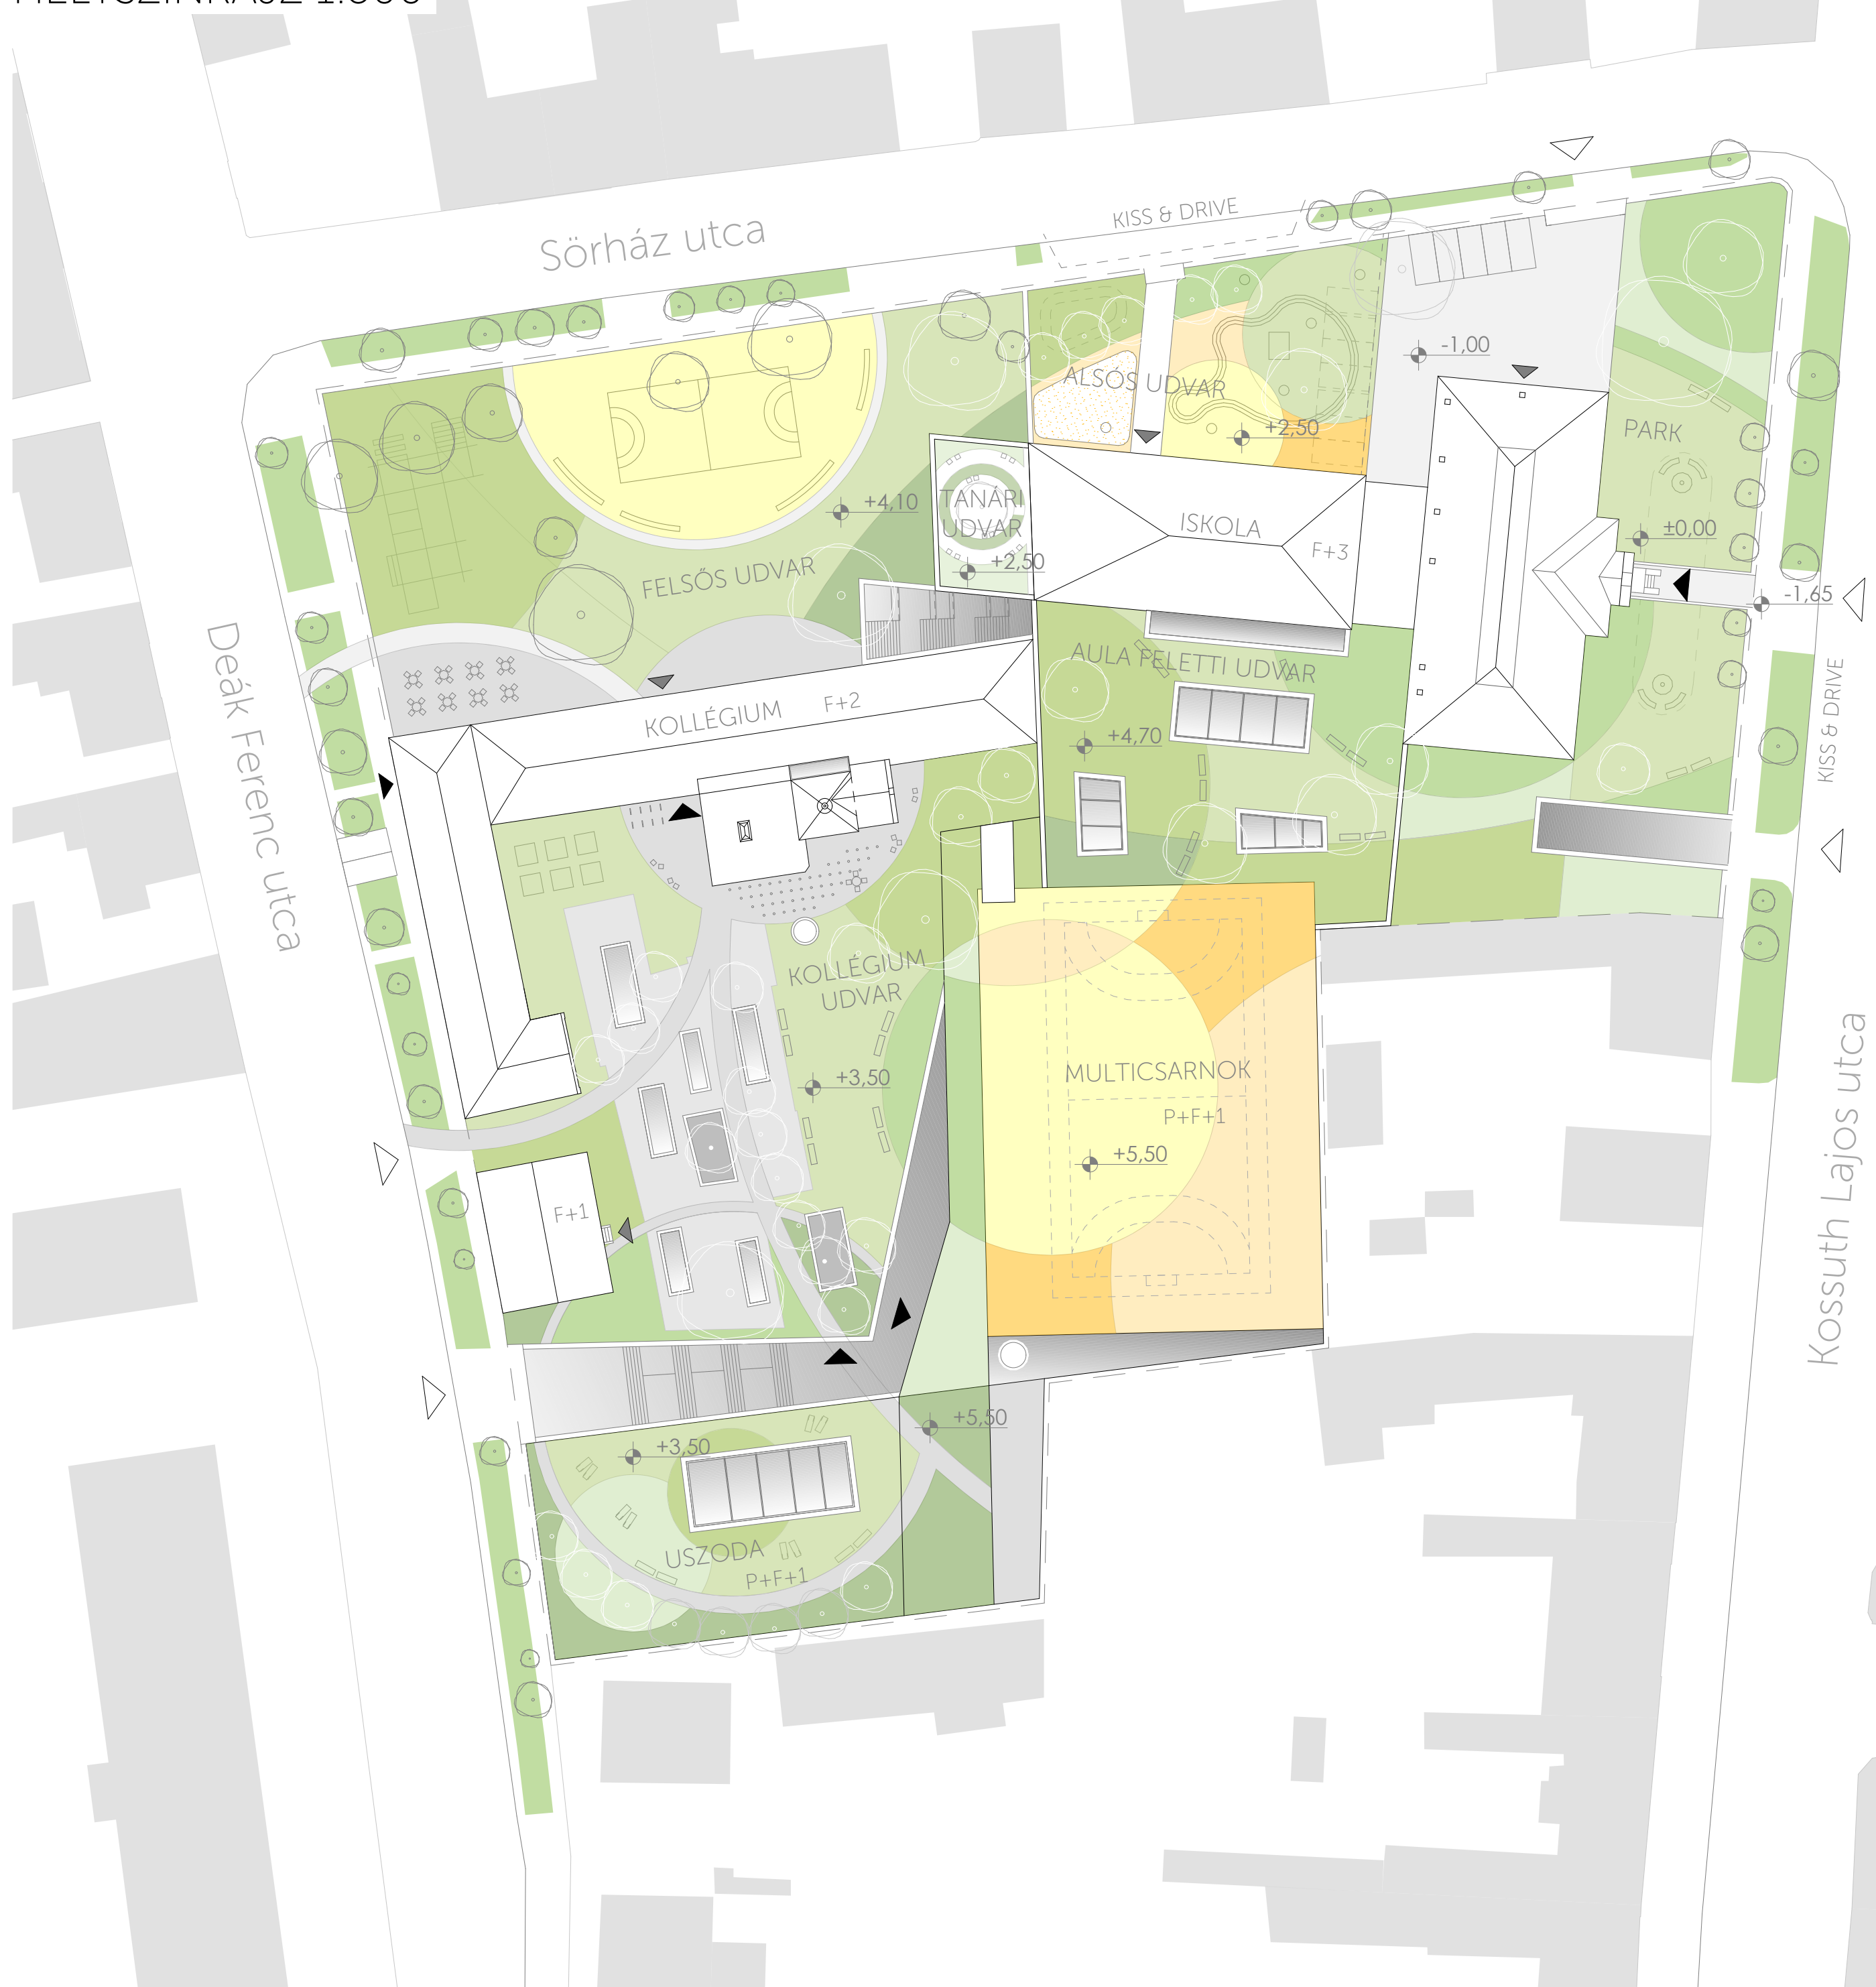 Sörház utca
KISS & DRIVE
-1,00
ALSÓS UDVAR
+2,50
PARK
+4,10
TANÁRI
UDVAR
+2,50
ISKOLA
F+3
±0,00
-1,65
FELSŐS UDVAR
AULA FELETTI UDVAR
KOLLÉGIUM
F+2
+4,70
KISS & DRIVE
Deák Ferenc utca
KOLLÉGIUM
UDVAR
+3,50
MULTICSARNOK
P+F+1
+5,50
F+1
Kossuth Lajos utca
+5,50
+3,50
USZODA
P+F+1